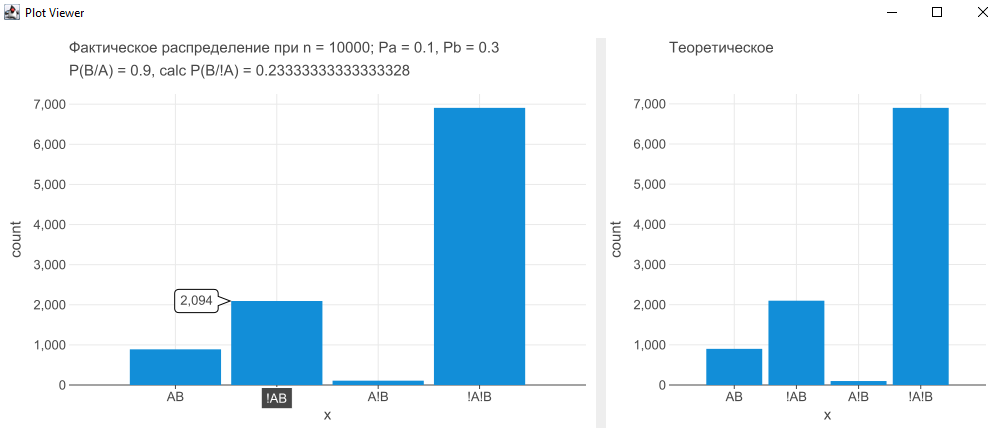 Plot Viewer
Фактическое распределение при n = 10000; Pa = 0.1, Pb = 0.3
P(B/A) = 0.9, calc P(B/!A) = 0.23333333333333328
7,000
6,000
5,000
4,000
3,000
2,000
1,000
0
count
2,094
AB
!AB
A!B
!A!B
x
Теоретическое
7,000
6,000
5,000
4,000
3,000
2,000
1,000
0
count
AB
!AB
A!B
!A!B
x